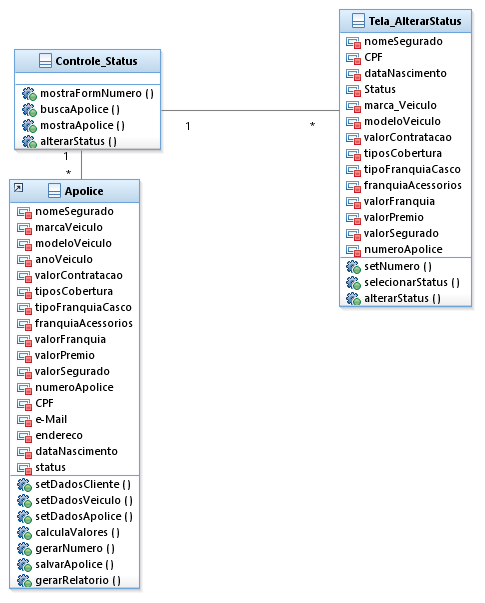 Controle_Status
mostraFormNumero ( )
buscaApolice ( )
mostraApolice ( )
alterarStatus ( )
1
*
1
*
Tela_AlterarStatus
nomeSegurado
CPF
dataNascimento
Status
marca_Veiculo
modeloVeiculo
valorContratacao
tiposCobertura
tipoFranquiaCasco
franquiaAcessorios
valorFranquia
valorPremio
valorSegurado
numeroApolice
setNumero ( )
selecionarStatus ( )
alterarStatus ( )
Apolice
nomeSegurado
marcaVeiculo
modeloVeiculo
anoVeiculo
valorContratacao
tiposCobertura
tipoFranquiaCasco
franquiaAcessorios
valorFranquia
valorPremio
valorSegurado
numeroApolice
CPF
e-Mail
endereco
dataNascimento
status
setDadosCliente ( )
setDadosVeiculo ( )
setDadosApolice ( )
calculaValores ( )
gerarNumero ( )
salvarApolice ( )
gerarRelatorio ( )